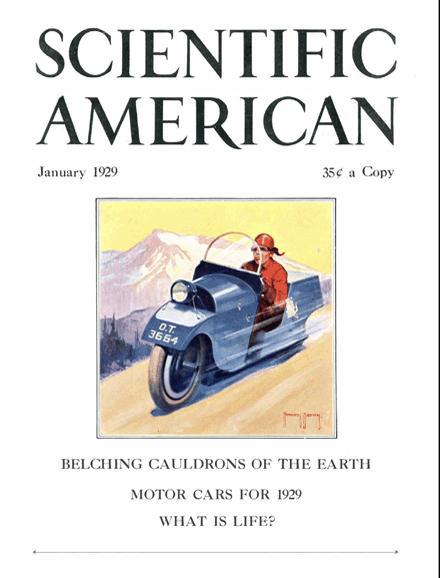 SCIENTIFIC
AMERICAN
January 1929 35¢ a Copy
O.T.
3664
BELCHING CAULDRONS OF THE EARTH
MOTOR CARS FOR 1929
WHAT IS LIFE?